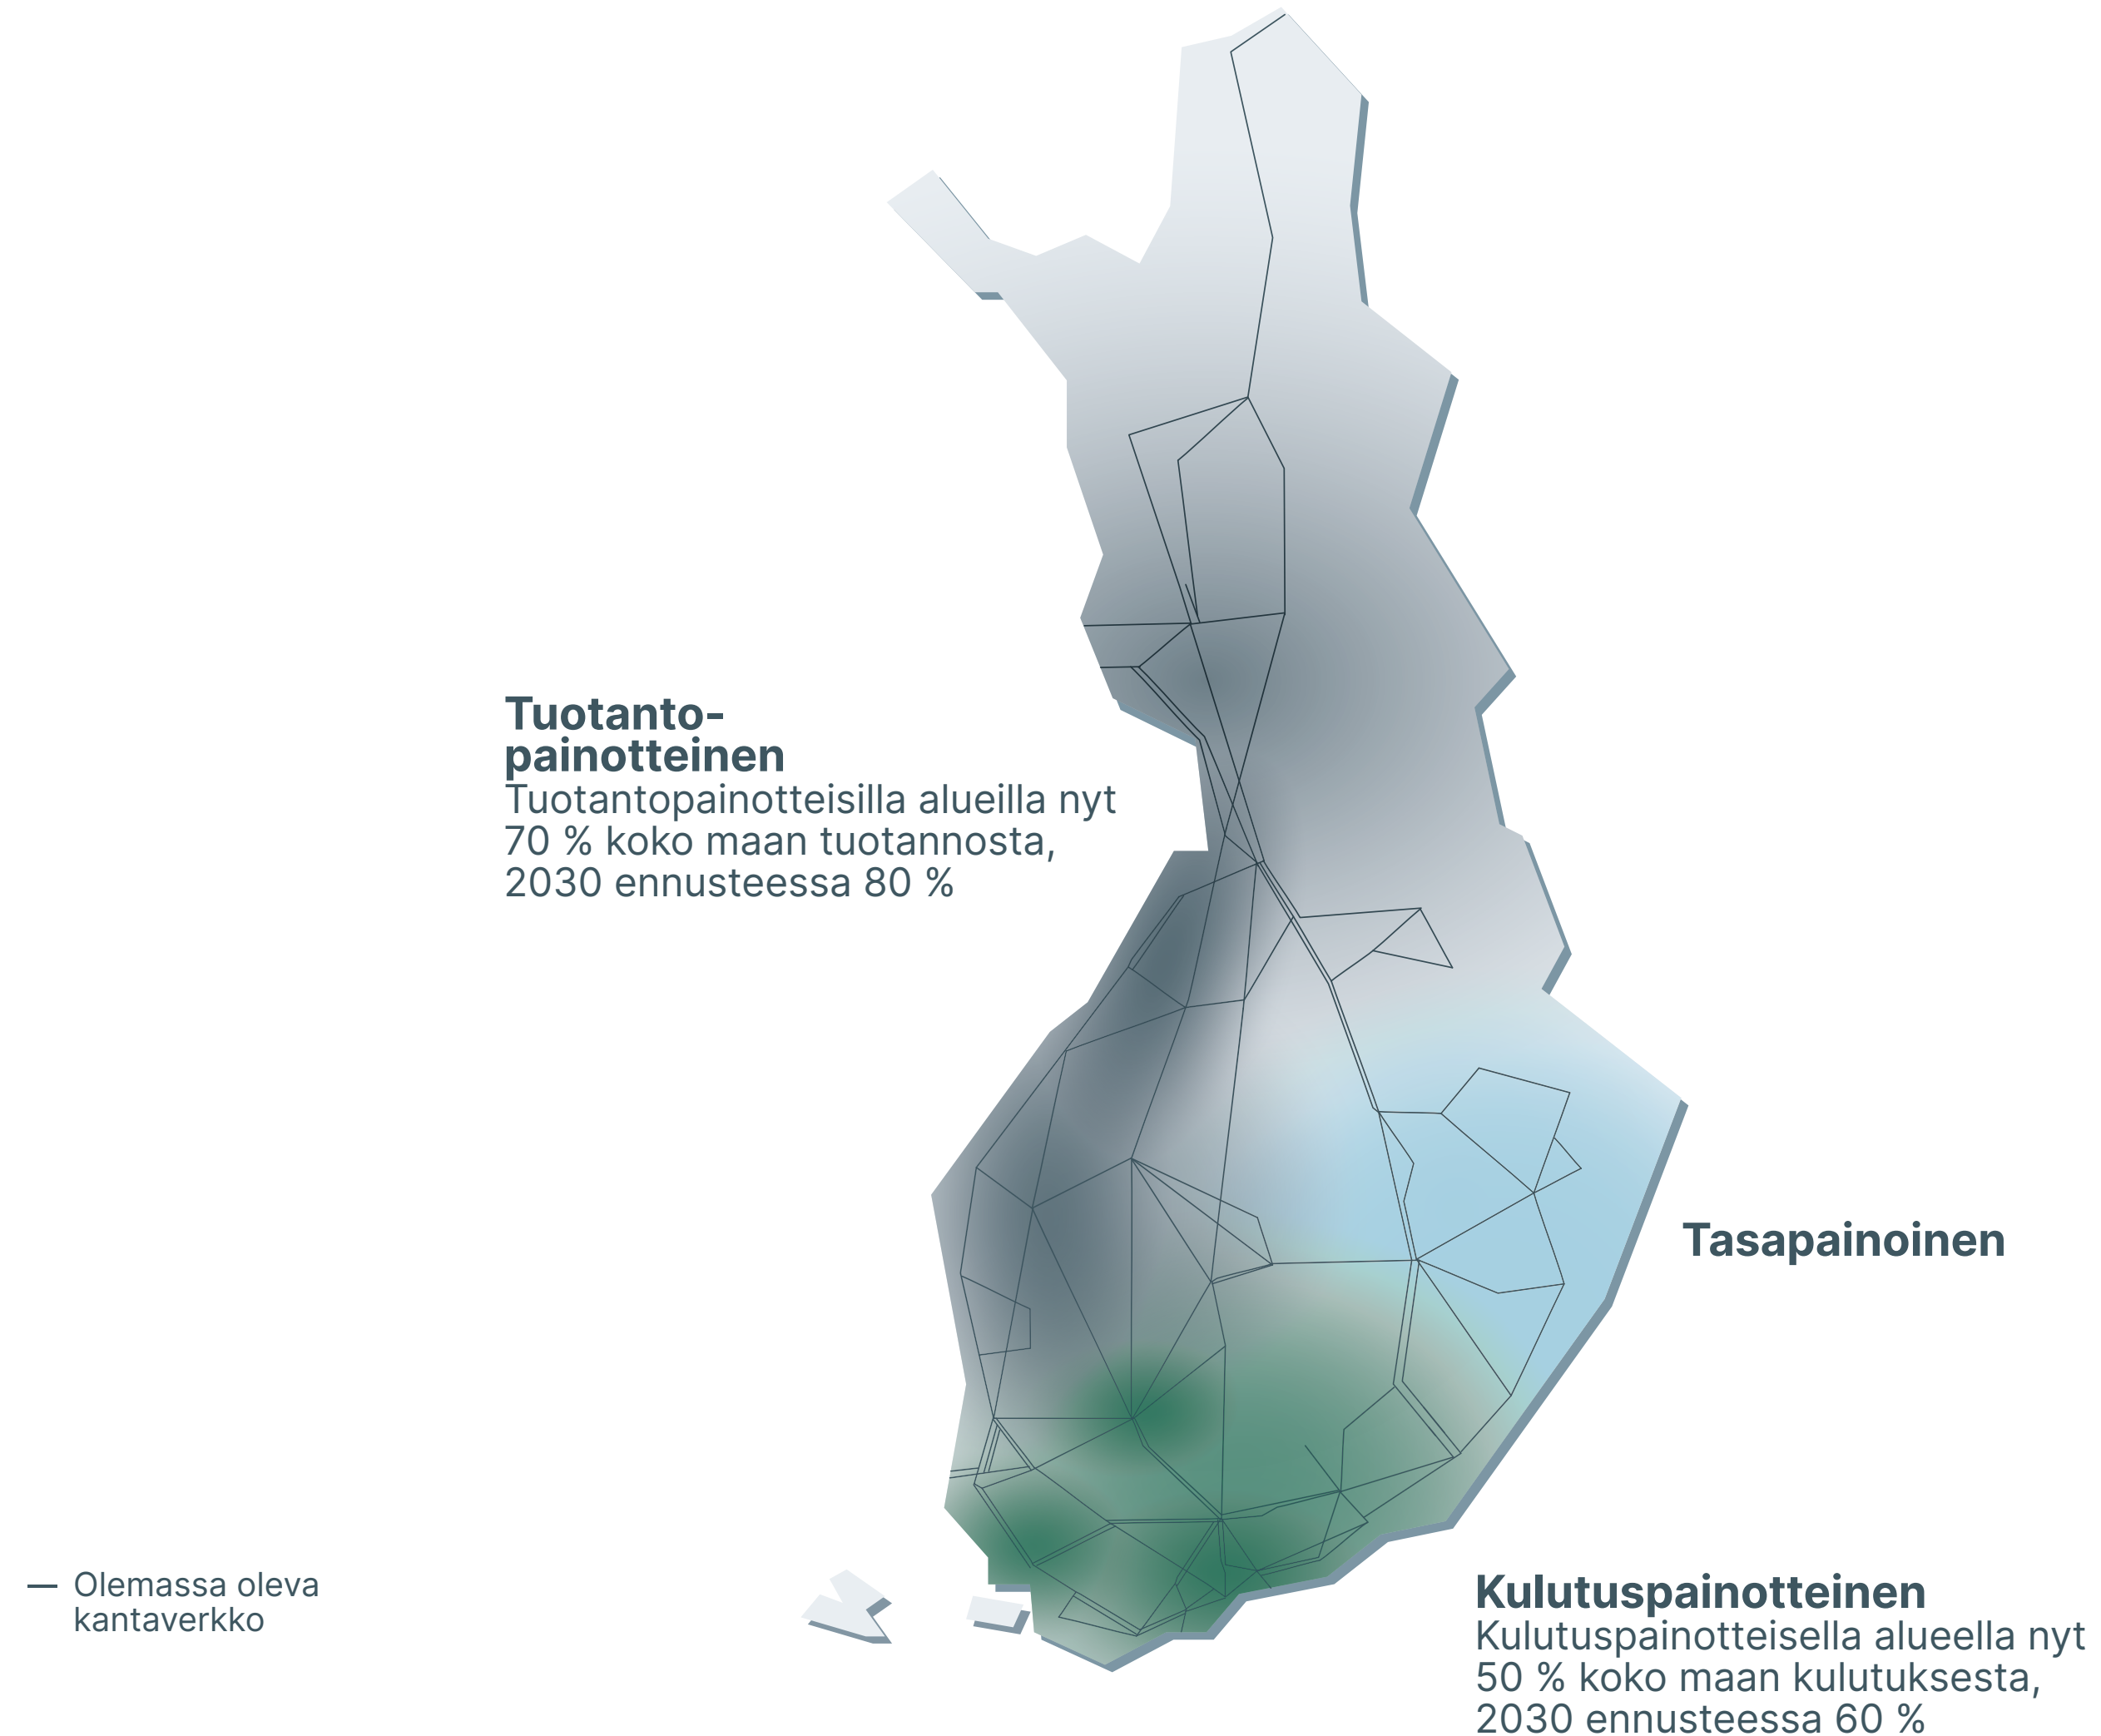 Tuotanto-
painotteinen
Tuotantopainotteisilla alueilla nyt
70 % koko maan tuotannosta,
2030 ennusteessa 80 %
Tasapainoinen
Olemassa oleva
kantaverkko
Kulutuspainotteinen
Kulutuspainotteisella alueella nyt
50 % koko maan kulutuksesta,
2030 ennusteessa 60 %